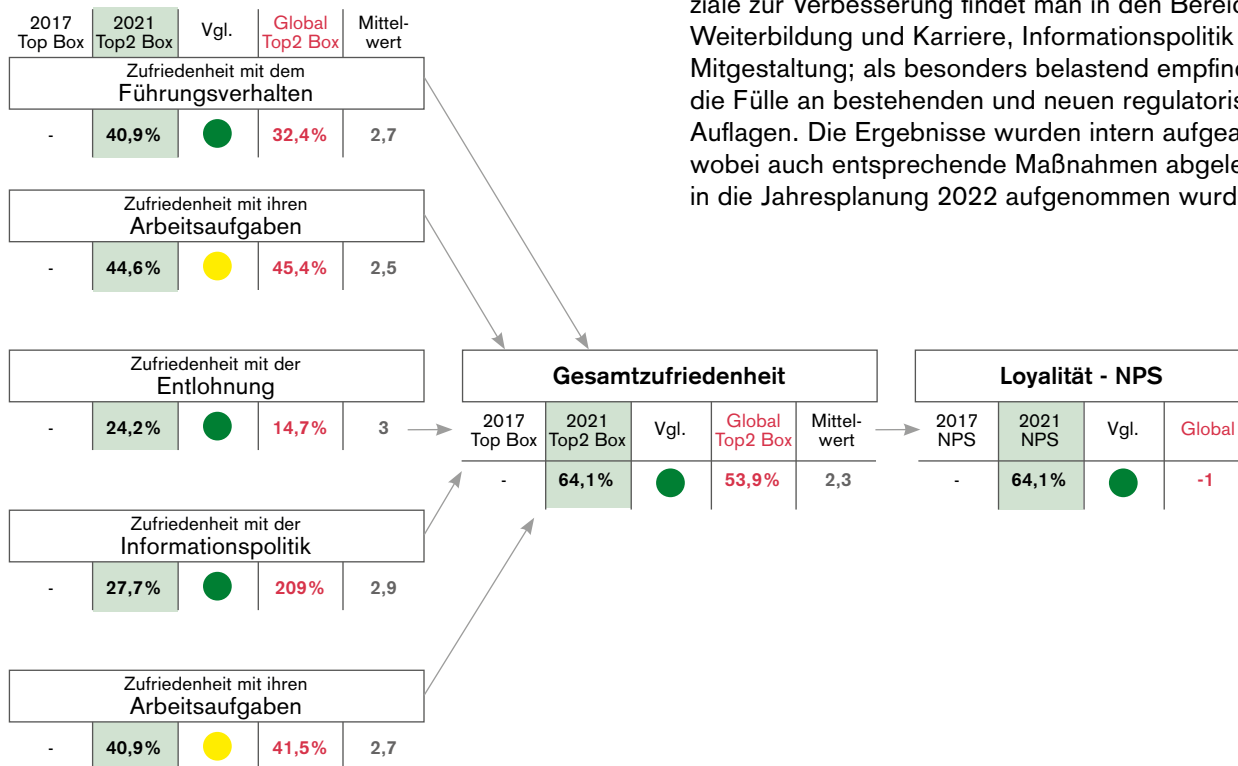 ziale zur Verbesserung findet man in den Bereic
Weiterbildung und Karriere, Informationspolitik
Mitgestaltung; als besonders belastend empfin
die Fülle an bestehenden und neuen regulatoris
Auflagen. Die Ergebnisse wurden intern aufgea
wobei auch entsprechende Maßnahmen abgele
in die Jahresplanung 2022 aufgenommen wurd
2017 2021 Vgl. Global Mittel-
Top Box Top2 Box Top2 Box wert
Zufriedenheit mit dem
Führungsverhalten
- 40,9% 32,4% 2,7
Zufriedenheit mit ihren
Arbeitsaufgaben
- 44,6% 45,4% 2,5
Zufriedenheit mit der
Entlohnung
- 24,2% 14,7% 3
Zufriedenheit mit der
Informationspolitik
- 27,7% 209% 2,9
Zufriedenheit mit ihren
Arbeitsaufgaben
- 40,9% 41,5% 2,7
Gesamtzufriedenheit
2017 2021 Vgl. Global Mittel-
Top Box Top2 Box Top2 Box wert
- 64,1% 53,9% 2,3
Loyalität - NPS
2017 2021 Vgl. Global
NPS NPS
- 64,1% -1